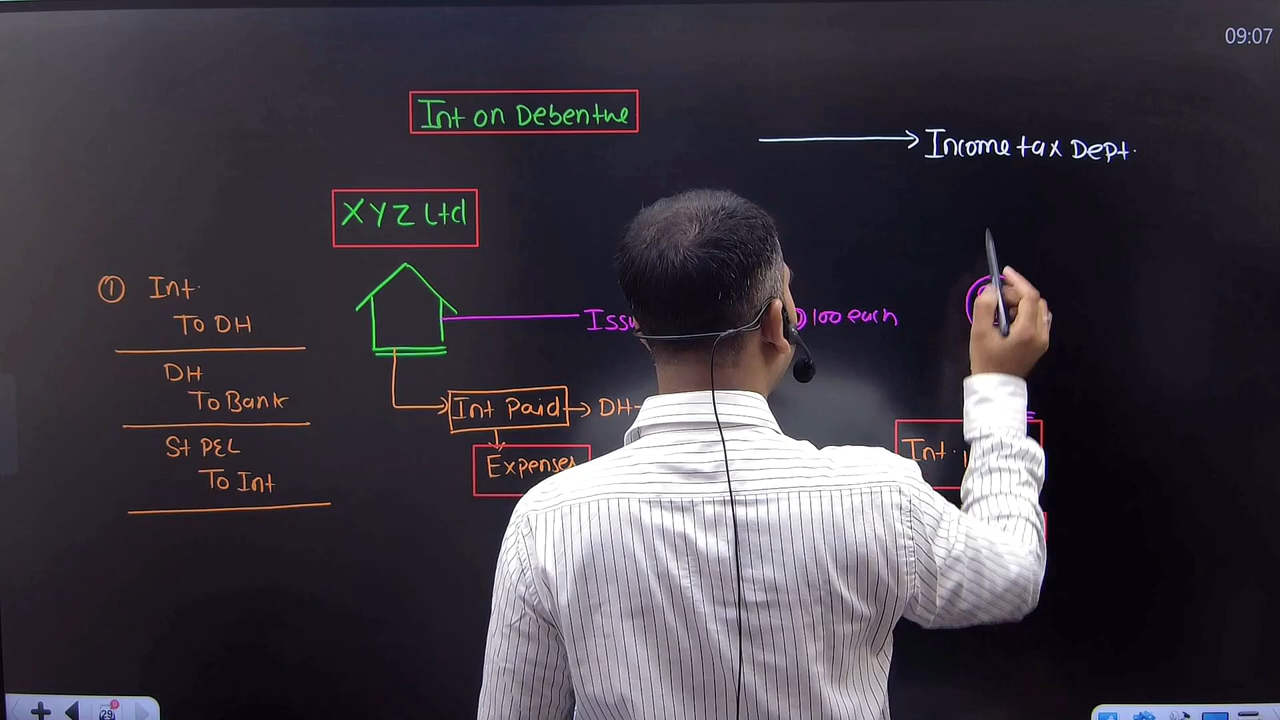 09:07
Int on Debenture
Income tax Dept.
XYZ Ltd
① Int.
To DH
100 each
DH
To Bank
Int Paid → DH
Int.
St P&L
Expenses
To Int
29